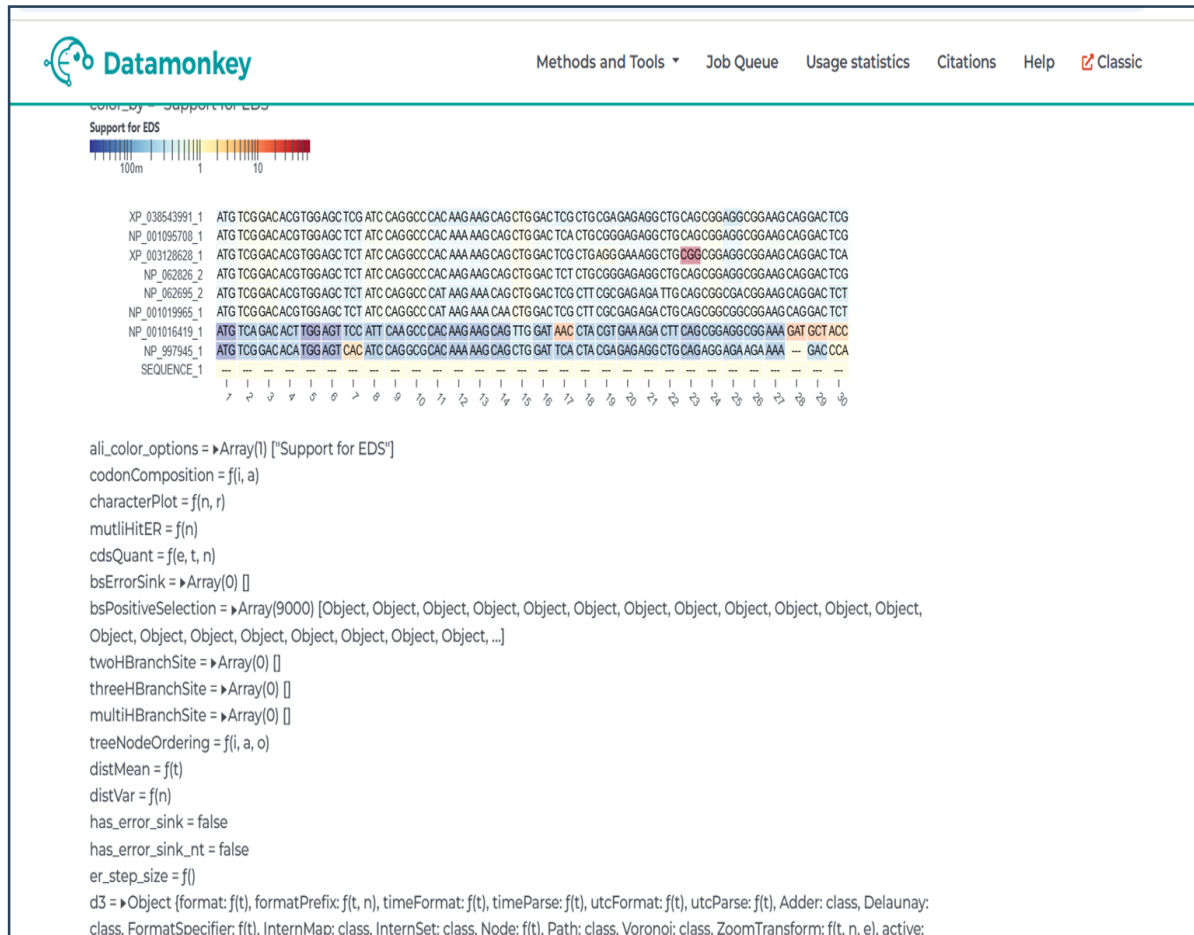 Datamonkey
Methods and Tools Job Queue Usage statistics Citations Help Classic
color_by = "Support for EDS"
Support for EDS
100m 1 10
XP_038543991_1 ATG TCG GAC ACG TGG AGC TCG ATC CAG GCC CAC AAG AAG CAG CTG GAC TCG CTG CGA GAG AGG CTG CAG CGG AGG CGG AAG CAG GAC TCG
NP_001095708_1 ATG TCG GAC ACG TGG AGC TCT ATC CAG GCC CAC AAA AAG CAG CTG GAC TCA CTG CGG GAG AGG CTG CAG CGG AGG CGG AAG CAG GAC TCG
XP_003128628_1 ATG TCG GAC ACG TGG AGC TCT ATC CAG GCC CAC AAG AAG CAG CTG GAC TCG CTG AGG GAA AGG CTG CGG CGG AGG CGG AAG CAG GAC TCA
NP_062826_2 ATG TCG GAC ACG TGG AGC TCT ATC CAG GCC CAC AAG AAG CAG CTG GAC TCT CTG CGG GAG AGG CTG CAG CGG AGG CGG AAG CAG GAC TCG
NP_062695_2 ATG TCG GAC ACG TGG AGC TCT ATC CAG GCC CAT AAG AAA CAG CTG GAC TCG CTT CGC GAG AGA TTG CAG CGG CGA CGG AAG CAG GAC TCT
NP_001019965_1 ATG TCG GAC ACG TGG AGC TCT ATC CAG GCC CAT AAG AAA CAA CTG GAC TCG CTT CGC GAG AGA CTG CAG CGG CGG CGG AAG CAG GAC TCT
NP_001016419_1 ATG TCA GAC ACT TGG AGT TCC ATT CAA GCC CAC AAG AAG CAG TTG GAT AAC CTA CGT GAA AGA CTT CAG CGG AGG CGG AAA GAT GCT ACC
NP_997945_1 ATG TCG GAC ACA TGG AGT CAC ATC CAG GCG CAC AAA AAG CAG CTG GAT TCA CTA CGA GAG AGG CTG CAG AGG AGA AGA AAA --- GAC CCA
SEQUENCE_1 --- --- --- --- --- --- --- --- --- --- --- --- --- --- --- --- --- --- --- --- --- --- --- --- --- --- --- --- --- ---
1 2 3 4 5 6 7 8 9 10 11 12 13 14 15 16 17 18 19 20 21 22 23 24 25 26 27 28 29 30
ali_color_options = ▸Array(1) ["Support for EDS"]
codonComposition = ƒ(i, a)
characterPlot = ƒ(n, r)
mutliHitER = ƒ(n)
cdsQuant = ƒ(e, t, n)
bsErrorSink = ▸Array(0) []
bsPositiveSelection = ▸Array(9000) [Object, Object, Object, Object, Object, Object, Object, Object, Object, Object, Object, Object,
Object, Object, Object, Object, Object, Object, Object, Object, ...]
twoHBranchSite = ▸Array(0) []
threeHBranchSite = ▸Array(0) []
multiHBranchSite = ▸Array(0) []
treeNodeOrdering = ƒ(i, a, o)
distMean = ƒ(t)
distVar = ƒ(n)
has_error_sink = false
has_error_sink_nt = false
er_step_size = ƒ()
d3 = ▸Object {format: ƒ(t), formatPrefix: ƒ(t, n), timeFormat: ƒ(t), timeParse: ƒ(t), utcFormat: ƒ(t), utcParse: ƒ(t), Adder: class, Delaunay:
class, FormatSpecifier: ƒ(t), InternMap: class, InternSet: class, Node: ƒ(t), Path: class, Voronoi: class, ZoomTransform: ƒ(t, n, e), active: